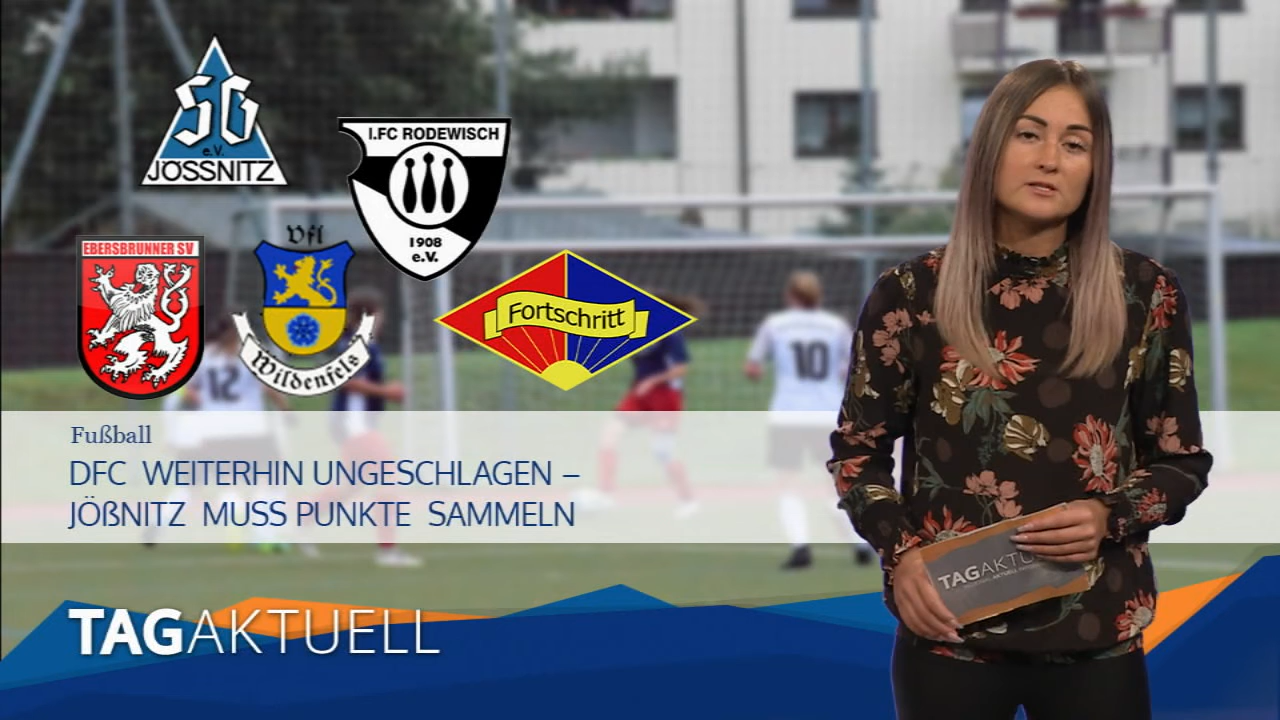 SG
e.V.
JÖSSNITZ
I.FC RODEWISCH
1908
e.V.
EBERSBRUNNER SV
Vfl
Wildenfels
Fortschritt
12
10
Fußball
DFC WEITERHIN UNGESCHLAGEN –
JÖßNITZ MUSS PUNKTE SAMMELN
TAGAKTUELL
TAGAKTUELL